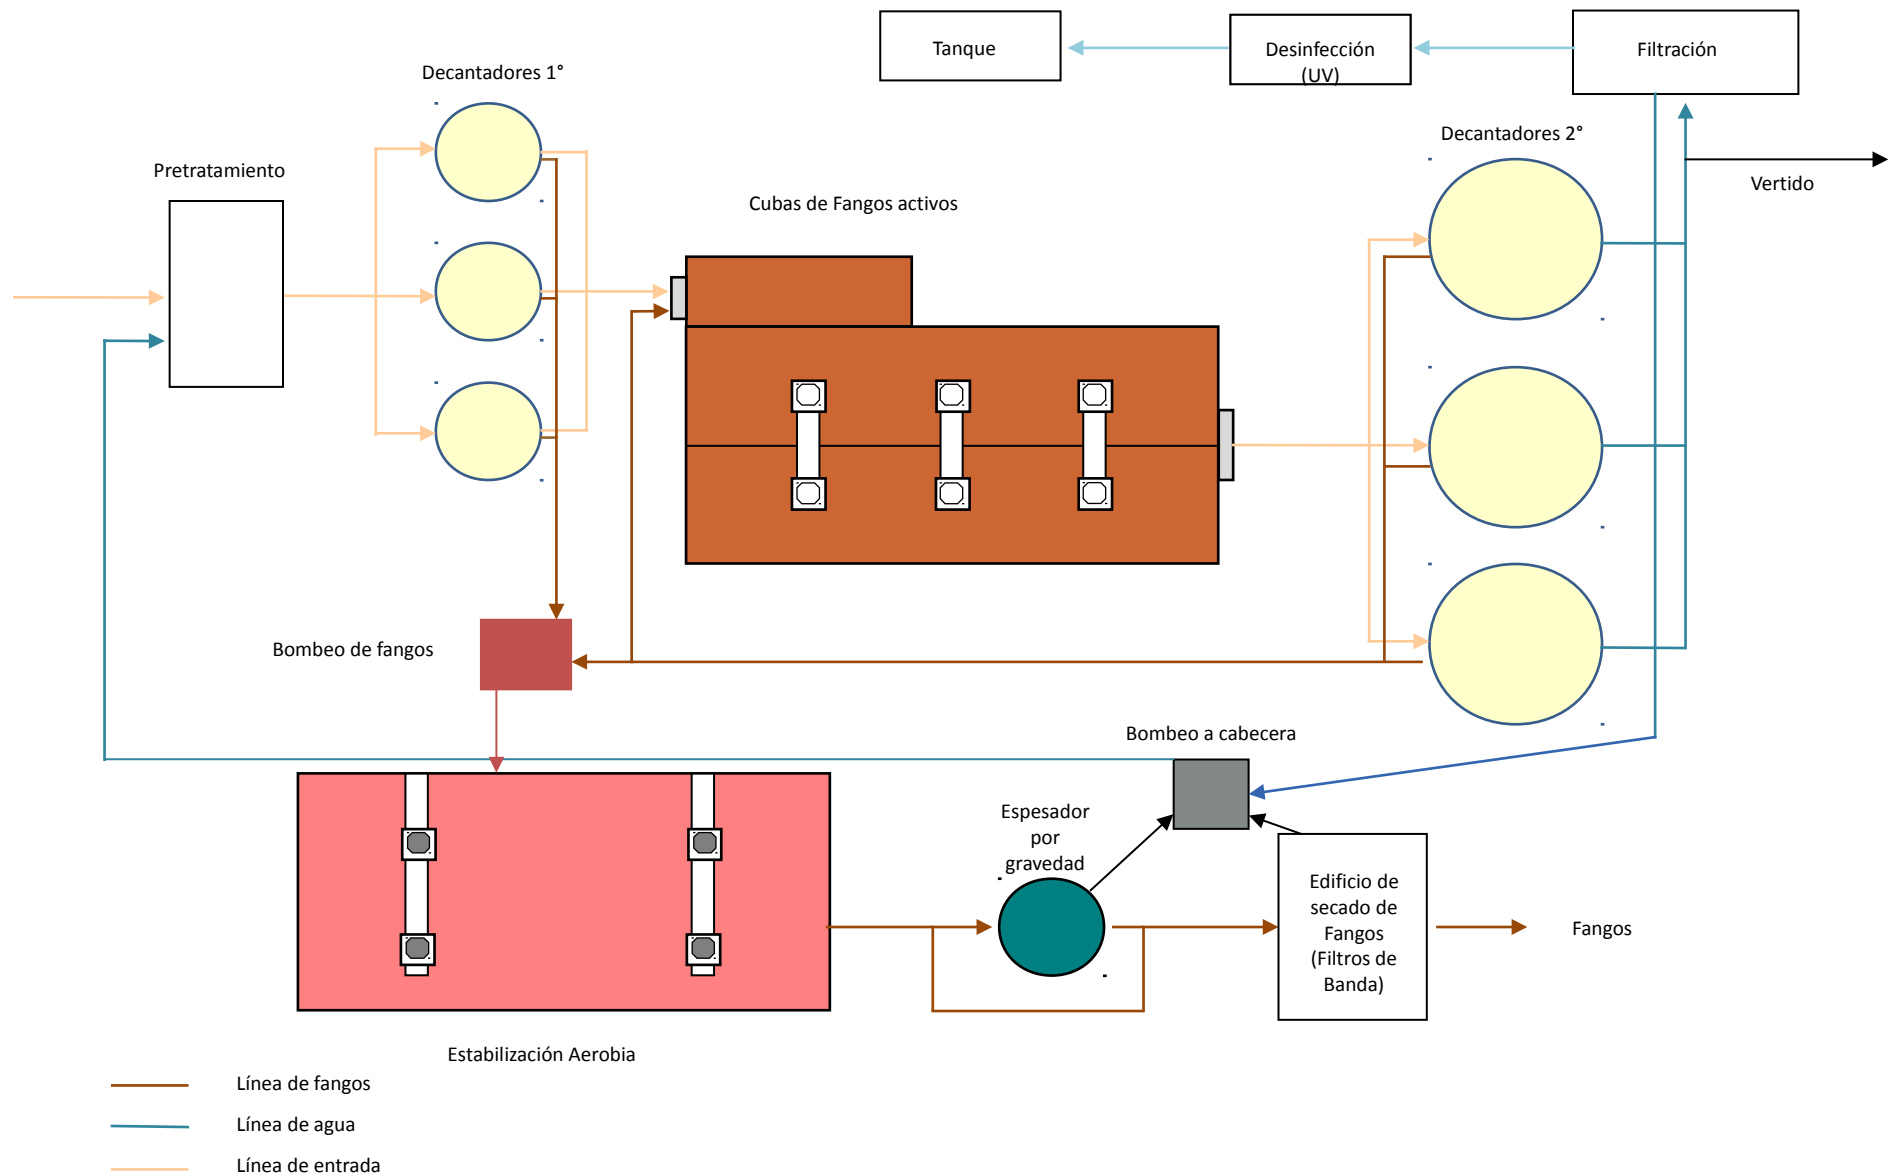 Tanque
Desinfección
(UV)
Filtración
Decantadores 1°
Decantadores 2°
Pretratamiento
Vertido
Cubas de Fangos activos
Bombeo de fangos
Bombeo a cabecera
Espesador
por
gravedad
Edificio de
secado de
Fangos
(Filtros de
Banda)
Fangos
Estabilización Aerobia
Línea de fangos
Línea de agua
Línea de entrada